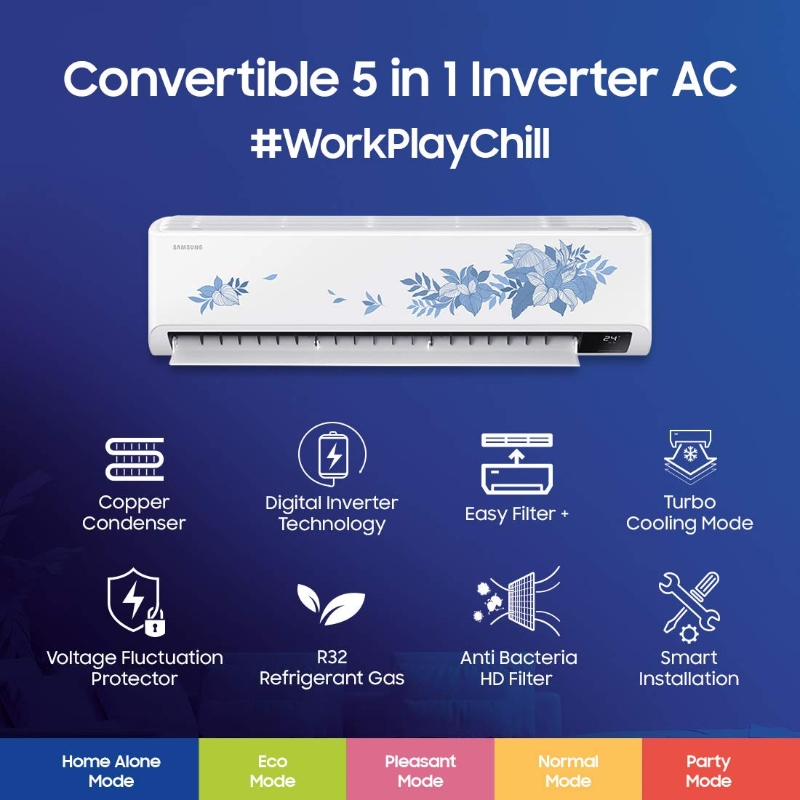 Convertible 5 in 1 Inverter AC
#WorkPlayChill
SAMSUNG
24°
Copper
Condenser
Digital Inverter
Technology
Easy Filter +
Turbo
Cooling Mode
Voltage Fluctuation
Protector
R32
Refrigerant Gas
Anti Bacteria
HD Filter
Smart
Installation
Home Alone
Mode
Eco
Mode
Pleasant
Mode
Normal
Mode
Party
Mode